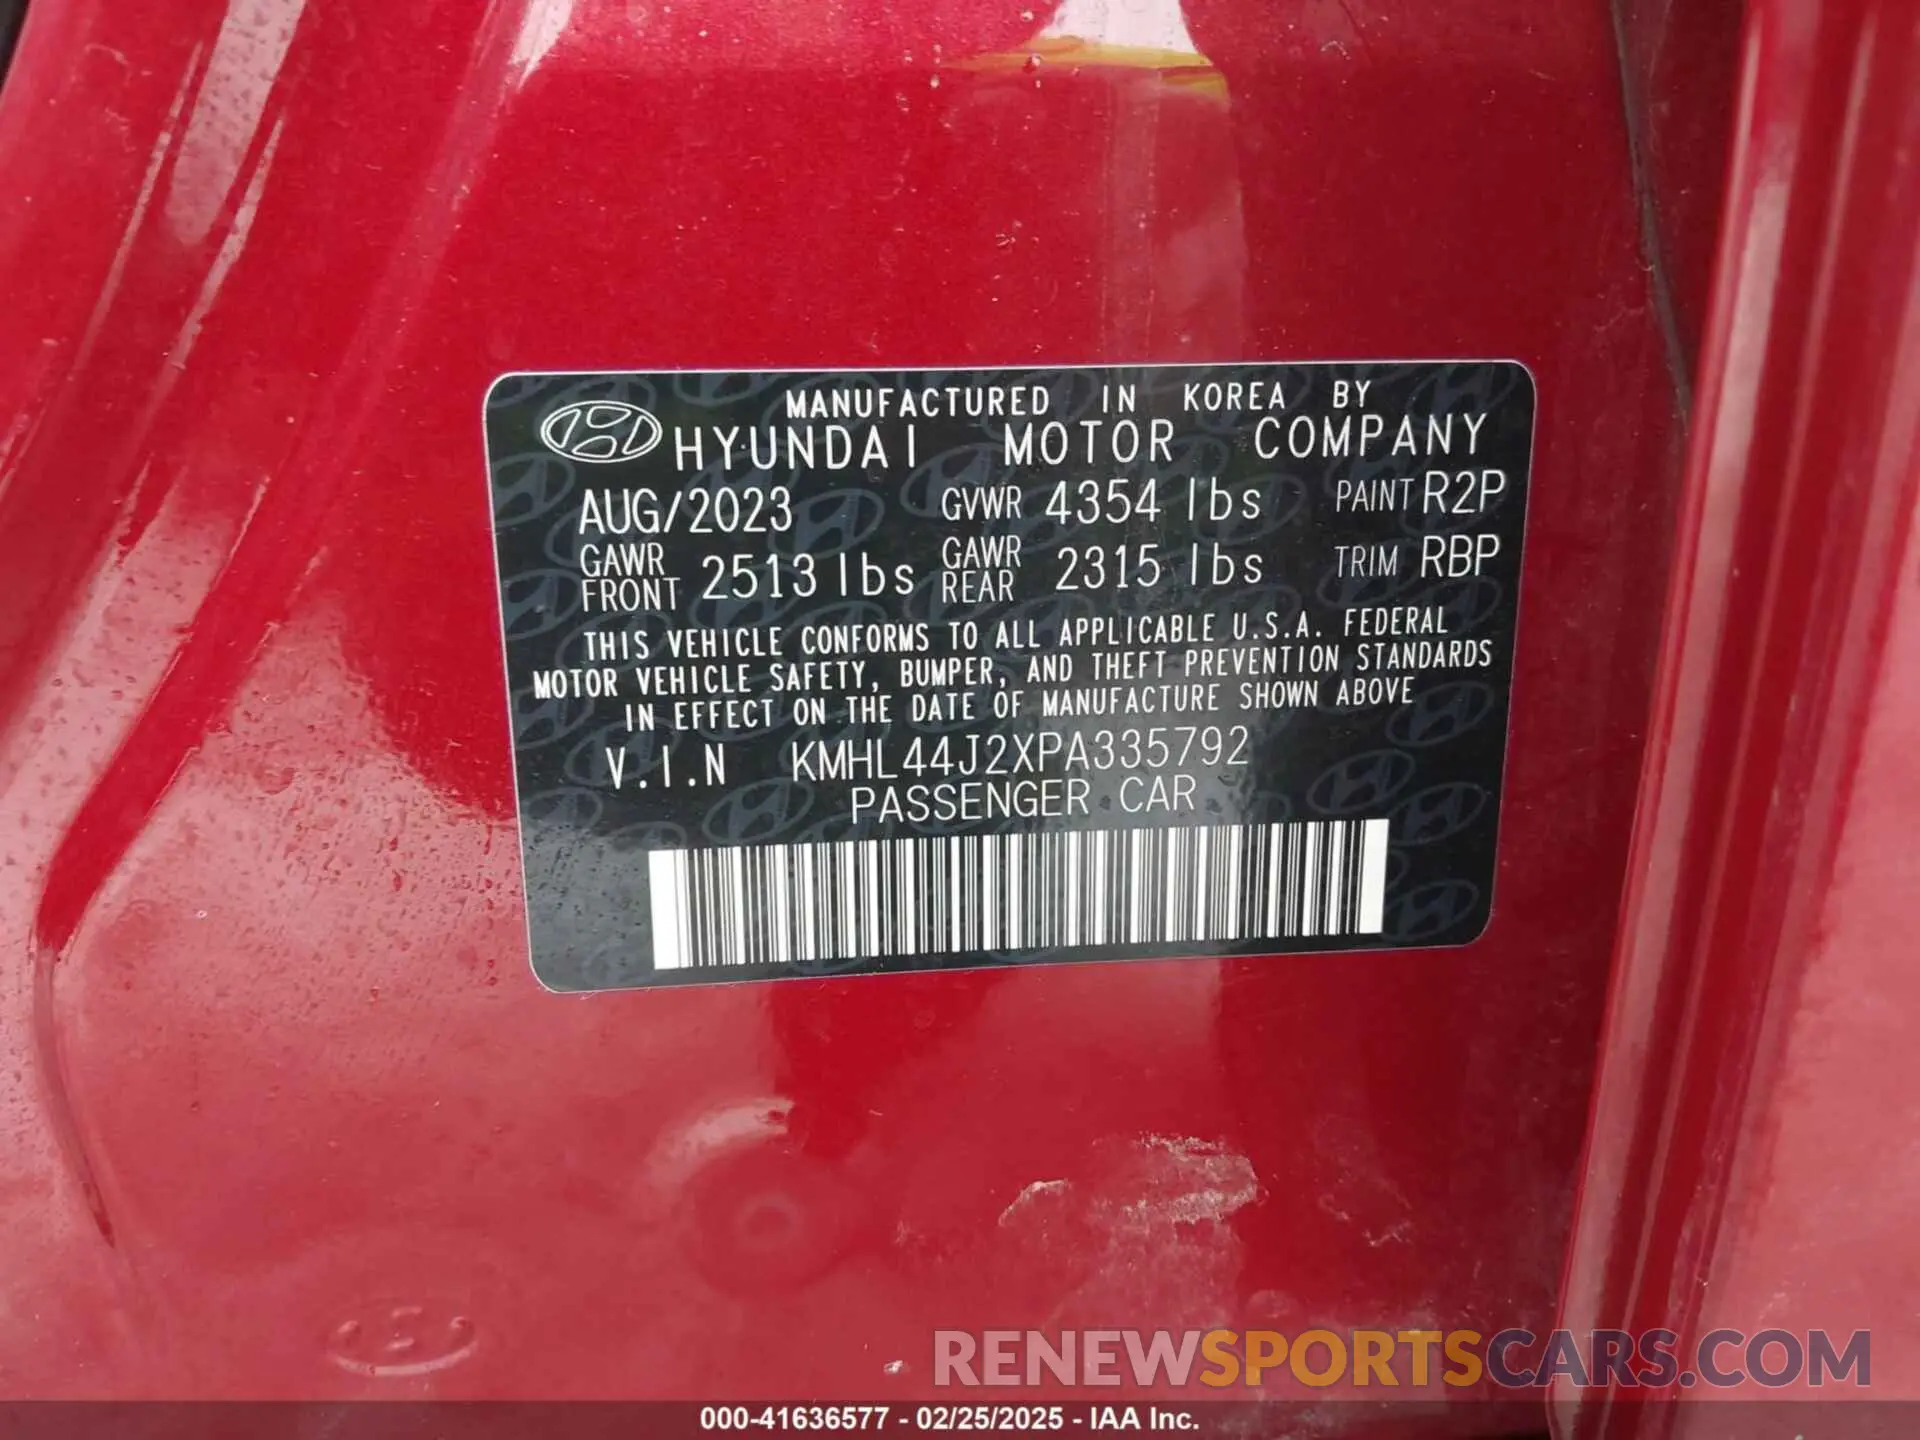 MANUFACTURED IN KOREA BY
HYUNDAI MOTOR COMPANY
AUG/2023 GVWR 4354 lbs PAINT R2P
GAWR FRONT 2513 lbs GAWR REAR 2315 lbs TRIM RBP
THIS VEHICLE CONFORMS TO ALL APPLICABLE U.S.A. FEDERAL
MOTOR VEHICLE SAFETY, BUMPER, AND THEFT PREVENTION STANDARDS
IN EFFECT ON THE DATE OF MANUFACTURE SHOWN ABOVE
V.I.N KMHL44J2XPA335792
PASSENGER CAR
RENEWSPORTSCARS.COM
000-41636577 - 02/25/2025 - IAA Inc.